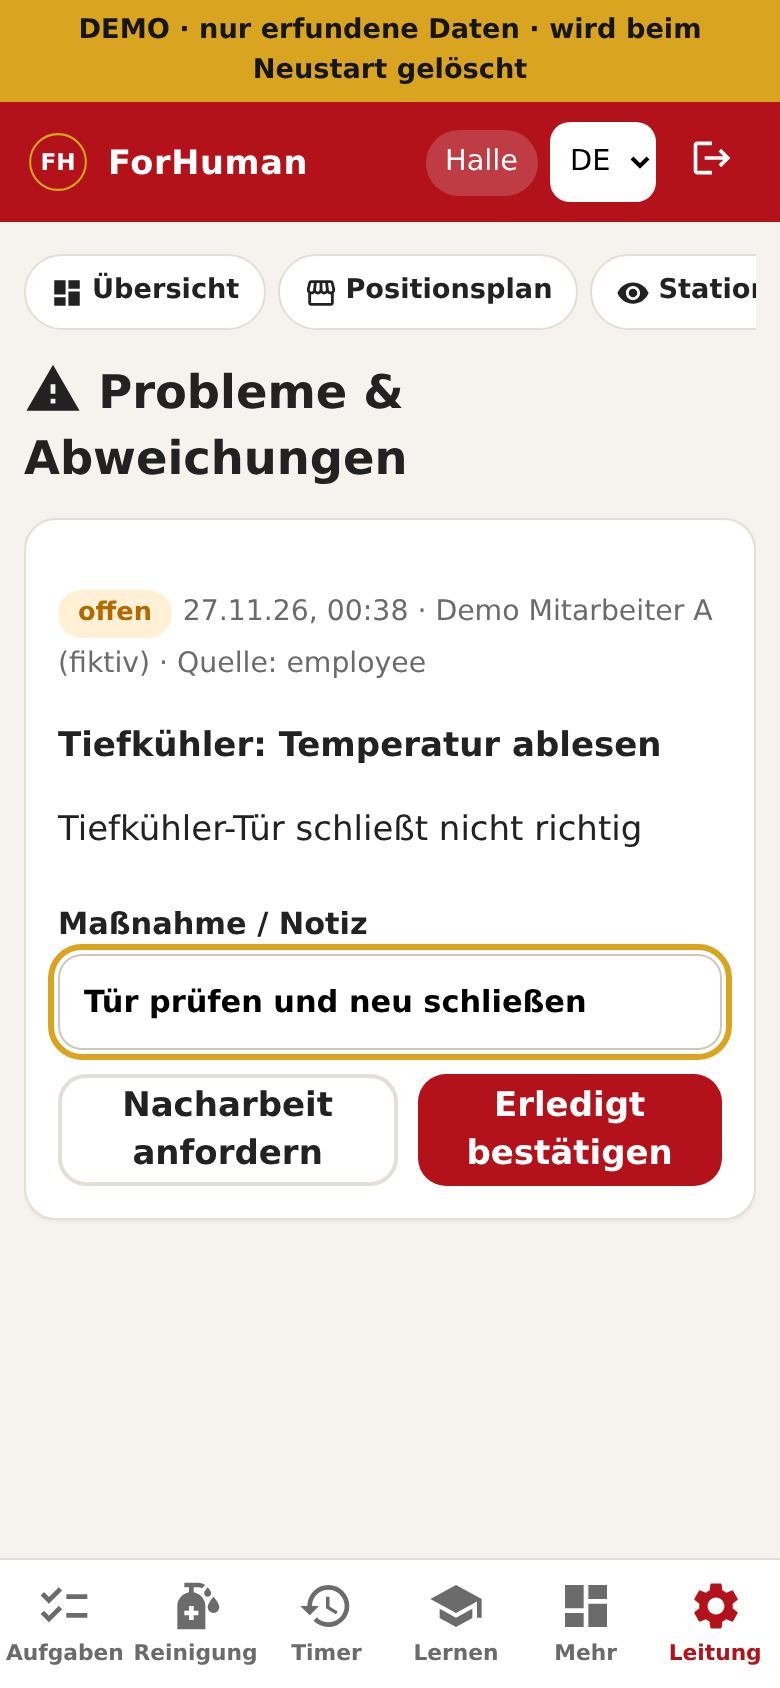 DEMO · nur erfundene Daten · wird beim
Neustart gelöscht
FH ForHuman Halle DE
Übersicht Positionsplan Station
Probleme &
Abweichungen
offen 27.11.26, 00:38 · Demo Mitarbeiter A
(fiktiv) · Quelle: employee
Tiefkühler: Temperatur ablesen
Tiefkühler-Tür schließt nicht richtig
Maßnahme / Notiz
Tür prüfen und neu schließen
Nacharbeit
anfordern
Erledigt
bestätigen
Aufgaben Reinigung Timer Lernen Mehr Leitung